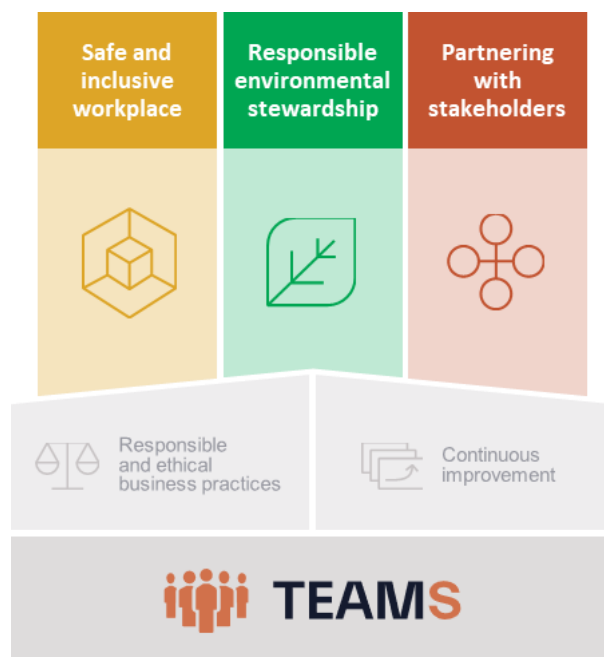 Safe and
inclusive
workplace
Responsible
environmental
stewardship
Partnering
with
stakeholders
Responsible
and ethical
business practices
Continuous
improvement
TEAMS